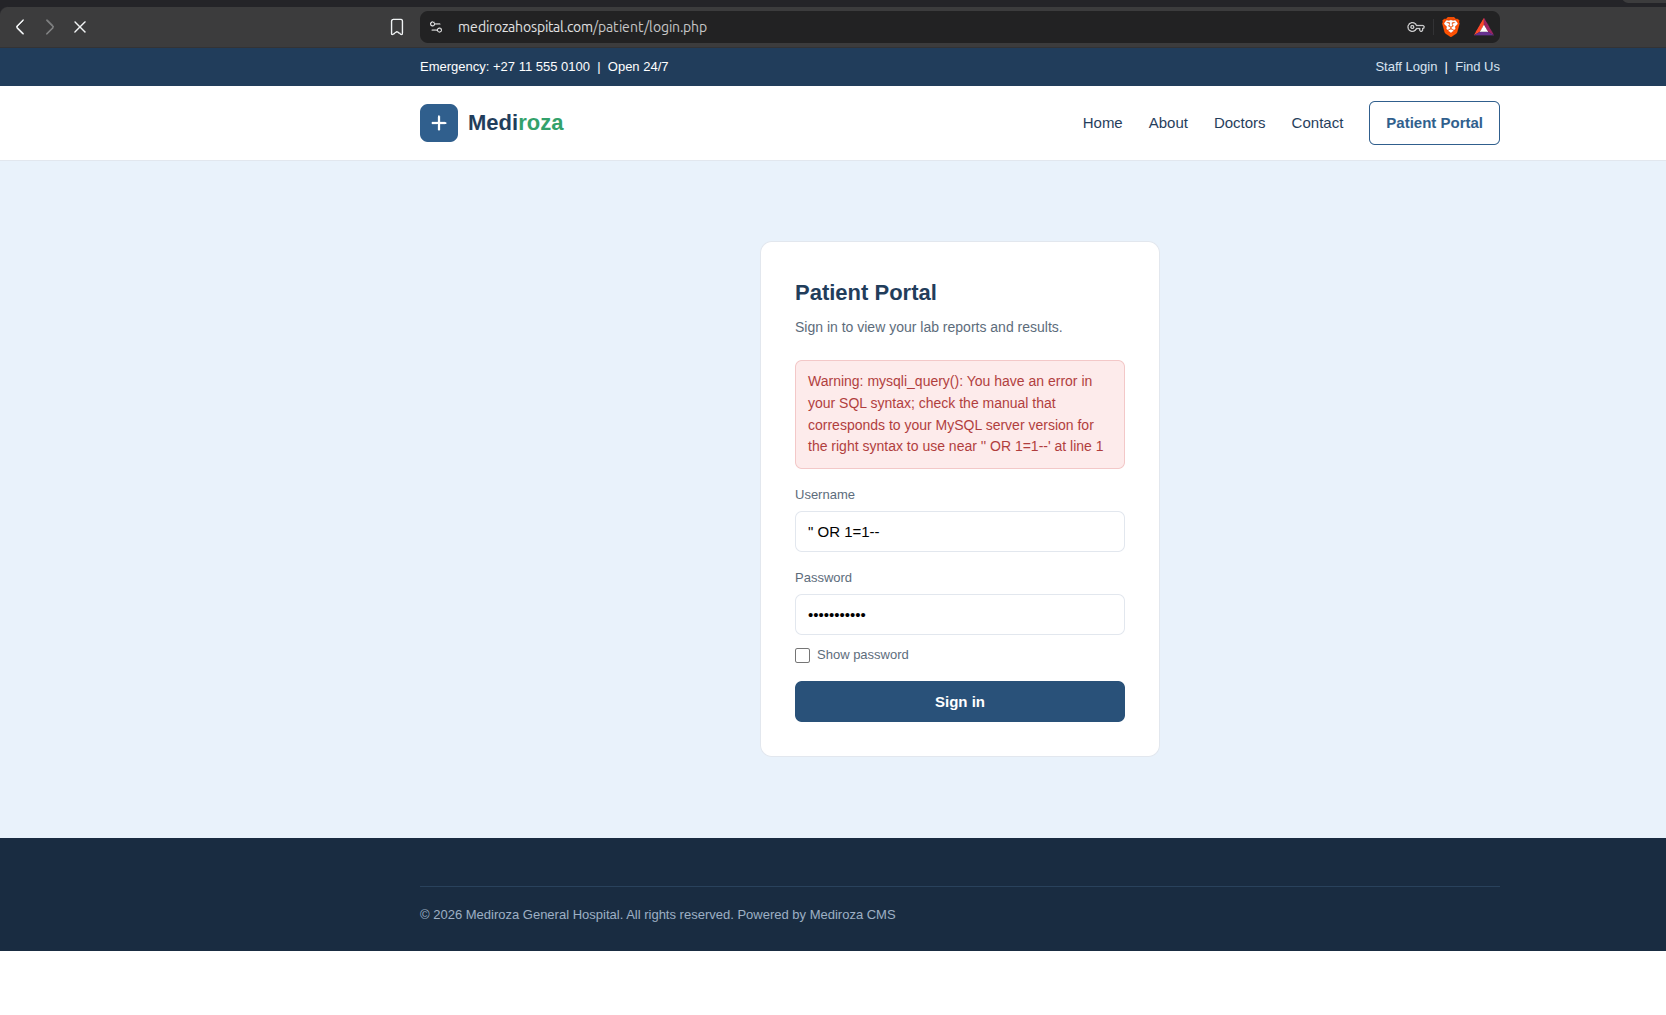 medirozahospital.com/patient/login.php
Emergency: +27 11 555 0100 | Open 24/7
Staff Login | Find Us
Mediroza
Home About Doctors Contact Patient Portal
Patient Portal
Sign in to view your lab reports and results.
Warning: mysqli_query(): You have an error in
your SQL syntax; check the manual that
corresponds to your MySQL server version for
the right syntax to use near '' OR 1=1--' at line 1
Username
" OR 1=1--
Password
•••••••••••
Show password
Sign in
© 2026 Mediroza General Hospital. All rights reserved. Powered by Mediroza CMS